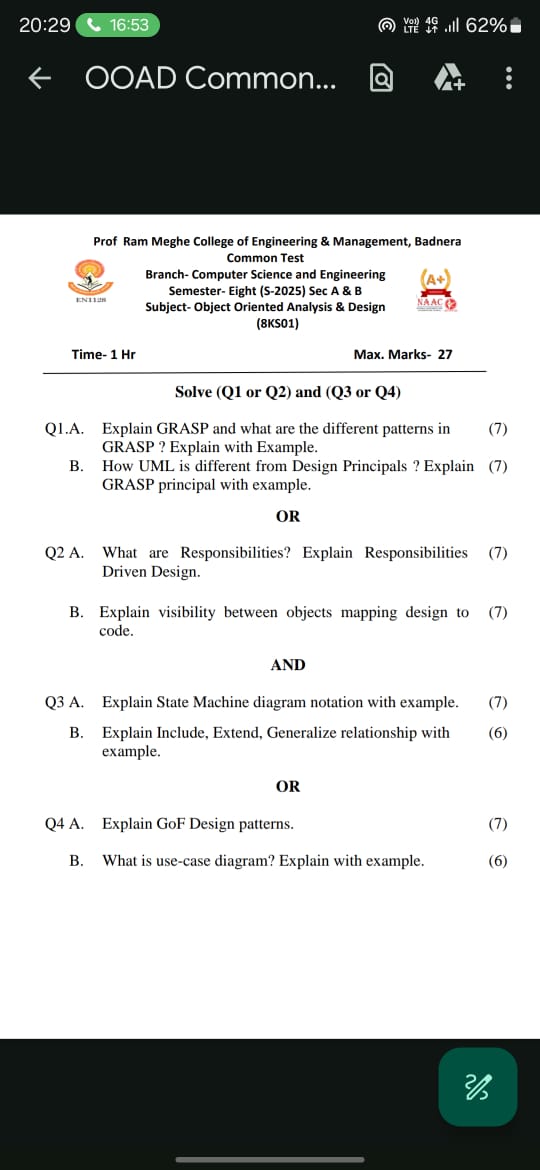 20:29 16:53 Vo) LTE 4G 62%
OOAD Common...
Prof Ram Meghe College of Engineering & Management, Badnera
Common Test
Branch- Computer Science and Engineering
Semester- Eight (S-2025) Sec A & B
Subject- Object Oriented Analysis & Design
(8KS01)
EN1128
A+
NAAC
Time- 1 Hr Max. Marks- 27
Solve (Q1 or Q2) and (Q3 or Q4)
Q1.A. Explain GRASP and what are the different patterns in (7)
GRASP ? Explain with Example.
B. How UML is different from Design Principals ? Explain (7)
GRASP principal with example.
OR
Q2 A. What are Responsibilities? Explain Responsibilities (7)
Driven Design.
B. Explain visibility between objects mapping design to (7)
code.
AND
Q3 A. Explain State Machine diagram notation with example. (7)
B. Explain Include, Extend, Generalize relationship with (6)
example.
OR
Q4 A. Explain GoF Design patterns. (7)
B. What is use-case diagram? Explain with example. (6)